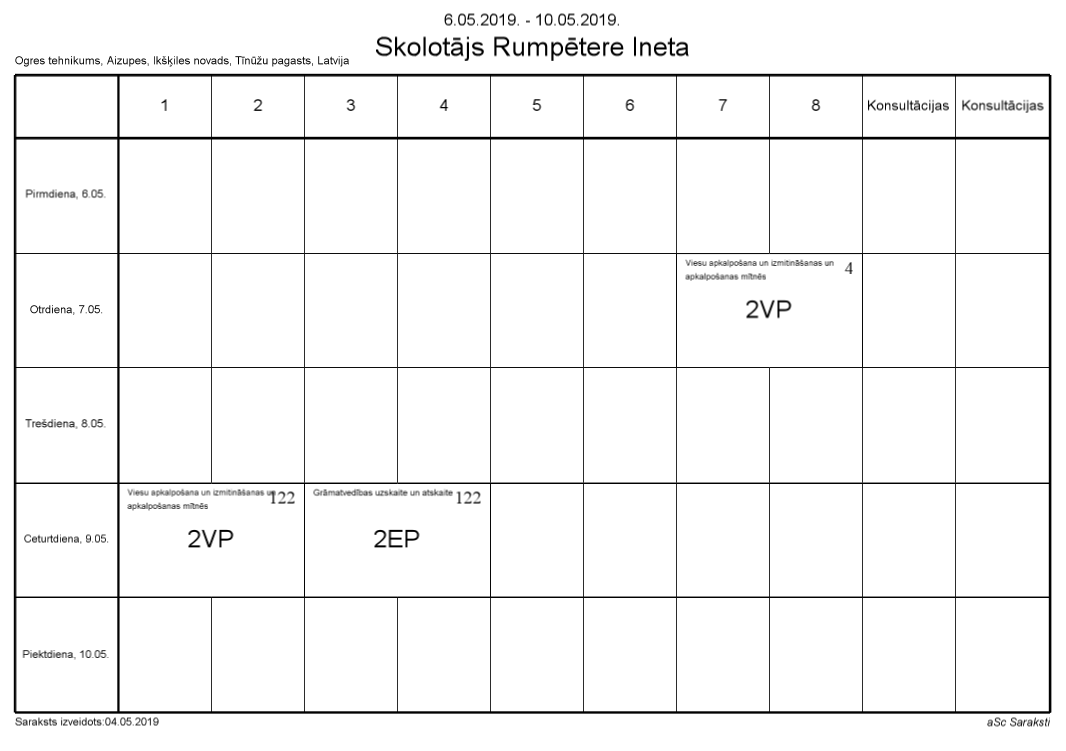 6.05.2019. - 10.05.2019.
Skolotājs Rumpētere Ineta
Ogres tehnikums, Aizupes, Ikšķiles novads, Tīnūžu pagasts, Latvija
1 2 3 4 5 6 7 8 Konsultācijas Konsultācijas
Pirmdiena, 6.05.
Otrdiena, 7.05.
Viesu apkalpošana un izmitināšanas un
apkalpošanas mītnēs
4
2VP
Trešdiena, 8.05.
Ceturtdiena, 9.05.
Viesu apkalpošana un izmitināšanas un
apkalpošanas mītnēs
122
2VP
Grāmatvedības uzskaite un atskaite
122
2EP
Piektdiena, 10.05.
Saraksts izveidots:04.05.2019
aSc Saraksti